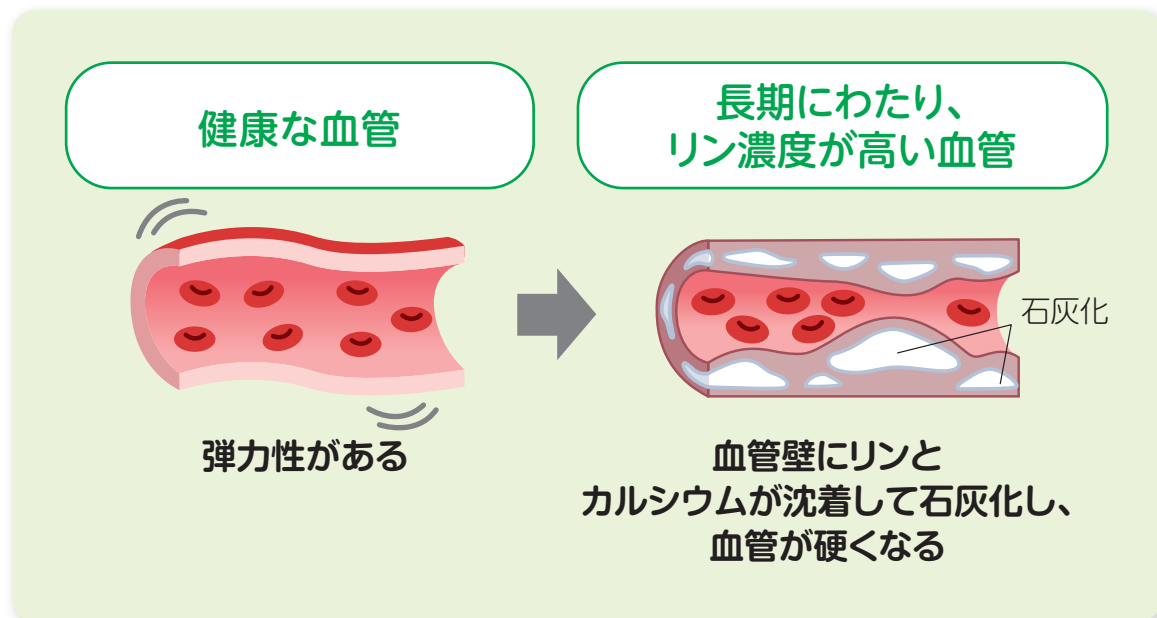 健康な血管
長期にわたり、
リン濃度が高い血管
石灰化
弾力性がある
血管壁にリンと
カルシウムが沈着して石灰化し、
血管が硬くなる